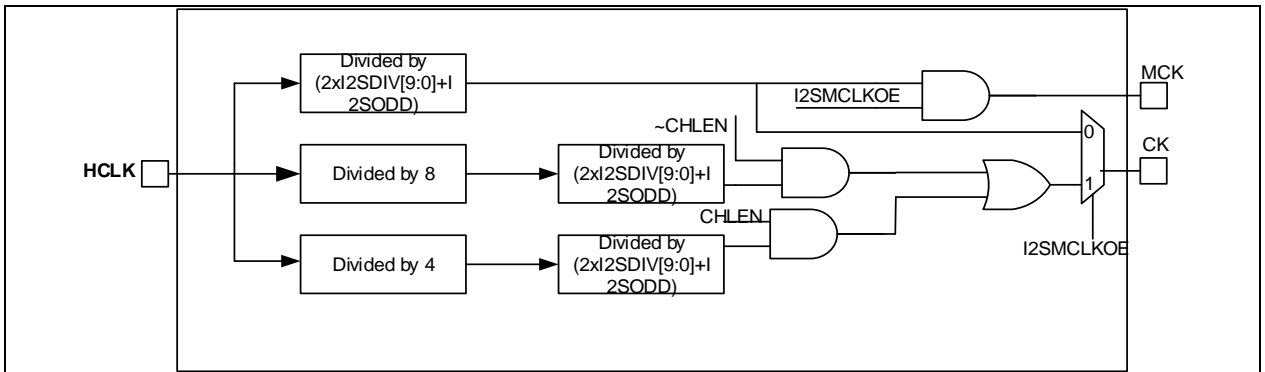 Divided by
(2xI2SDIV[9:0]+I
2SODD)
I2SMCLKOE
MCK
~CHLEN
0
CK
HCLK
Divided by 8
Divided by
(2xI2SDIV[9:0]+I
2SODD)
1
CHLEN
I2SMCLKOE
Divided by 4
Divided by
(2xI2SDIV[9:0]+I
2SODD)